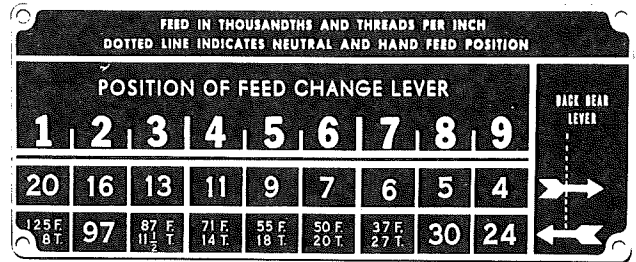 FEED IN THOUSANDTHS AND THREADS PER INCH
DOTTED LINE INDICATES NEUTRAL AND HAND FEED POSITION
POSITION OF FEED CHANGE LEVER
BACK GEAR
LEVER
1 2 3 4 5 6 7 8 9
20 16 13 11 9 7 6 5 4
125 F. 97 87 F. 71 F. 55 F. 50 F. 37 F. 30 24
8 T. 11 1/2 T. 14 T. 18 T. 20 T. 27 T.